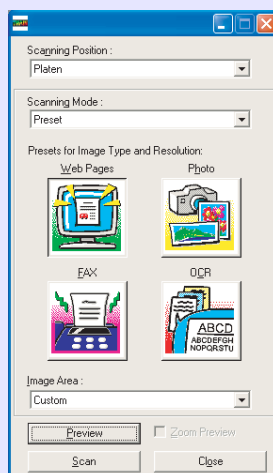 Scanning Position :
Platen
Scanning Mode :
Preset
Presets for Image Type and Resolution:
Web Pages Photo
FAX OCR
ABCD
ABCDEFGH
NOPQRSTU
Image Area :
Custom
Preview Zoom Preview
Scan Close